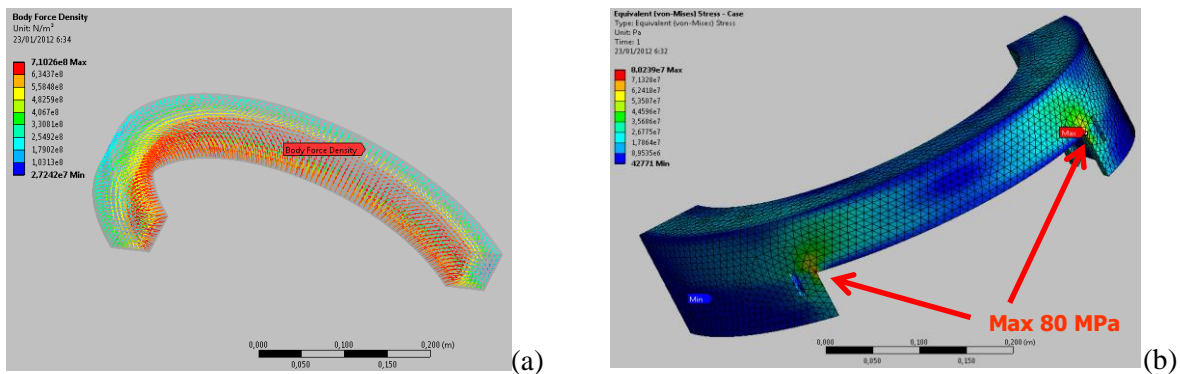 Body Force Density
Unit: N/m³
23/01/2012 6:34
7,1026e8 Max
6,3437e8
5,5848e8
4,8259e8
4,067e8
3,3081e8
2,5492e8
1,7902e8
1,0313e8
2,7242e7 Min
Body Force Density
0,000
0,100
0,200 (m)
0,050
0,150
(a)
Equivalent (von-Mises) Stress - Case
Type: Equivalent (von-Mises) Stress
Unit: Pa
Time: 1
23/01/2012 6:32
8,0239e7 Max
7,1320e7
6,2410e7
5,3507e7
4,4596e7
3,5686e7
2,6775e7
1,7864e7
8,9535e6
42771 Min
Max
Min
Max 80 MPa
0,000
0,100
0,200 (m)
0,050
0,150
(b)